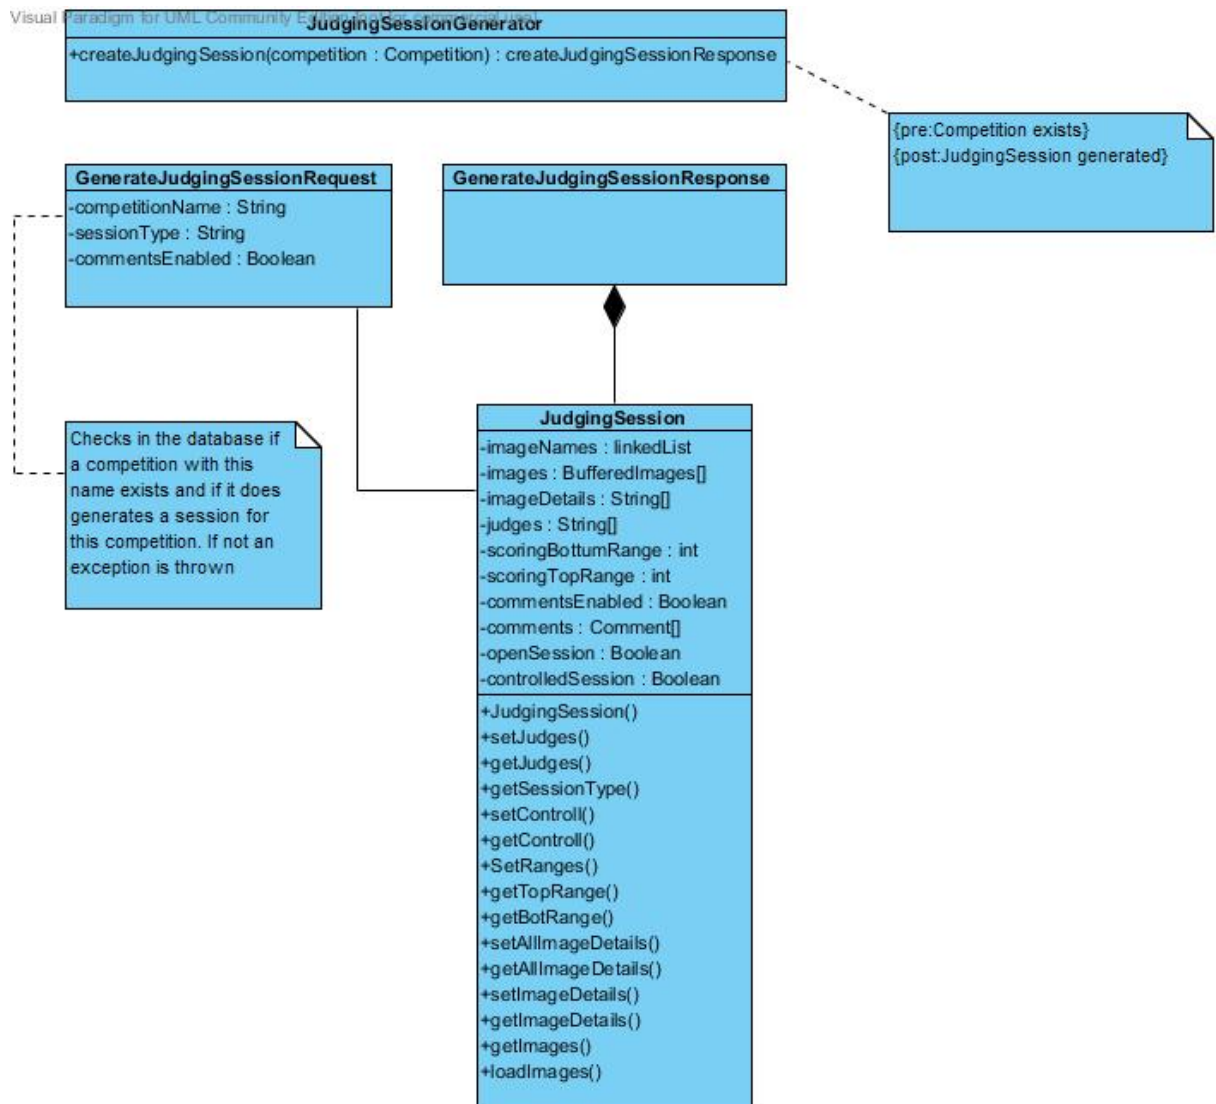 Visual Paradigm for UML Community Edition [not for commercial use]
JudgingSessionGenerator
+createJudgingSession(competition : Competition) : createJudgingSessionResponse
{pre:Competition exists}
{post:JudgingSession generated}
GenerateJudgingSessionRequest
-competitionName : String
-sessionType : String
-commentsEnabled : Boolean
GenerateJudgingSessionResponse
Checks in the database if
a competition with this
name exists and if it does
generates a session for
this competition. If not an
exception is thrown
JudgingSession
-imageNames : linkedList
-images : BufferedImages[]
-imageDetails : String[]
-judges : String[]
-scoringBottumRange : int
-scoringTopRange : int
-commentsEnabled : Boolean
-comments : Comment[]
-openSession : Boolean
-controlledSession : Boolean
+JudgingSession()
+setJudges()
+getJudges()
+getSessionType()
+setControll()
+getControll()
+SetRanges()
+getTopRange()
+getBotRange()
+setAllImageDetails()
+getAllImageDetails()
+setImageDetails()
+getImageDetails()
+getImages()
+loadImages()